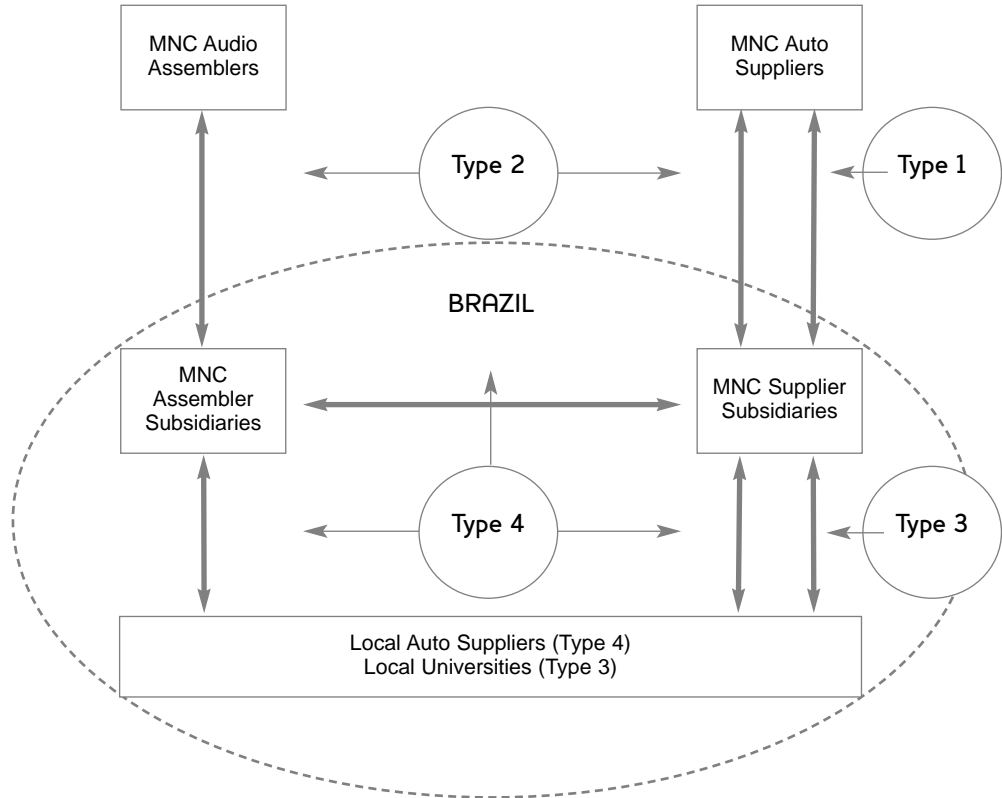 MNC Audio
Assemblers
MNC Auto
Suppliers
Type 2
Type 1
BRAZIL
MNC
Assembler
Subsidiaries
MNC Supplier
Subsidiaries
Type 4
Type 3
Local Auto Suppliers (Type 4)
Local Universities (Type 3)